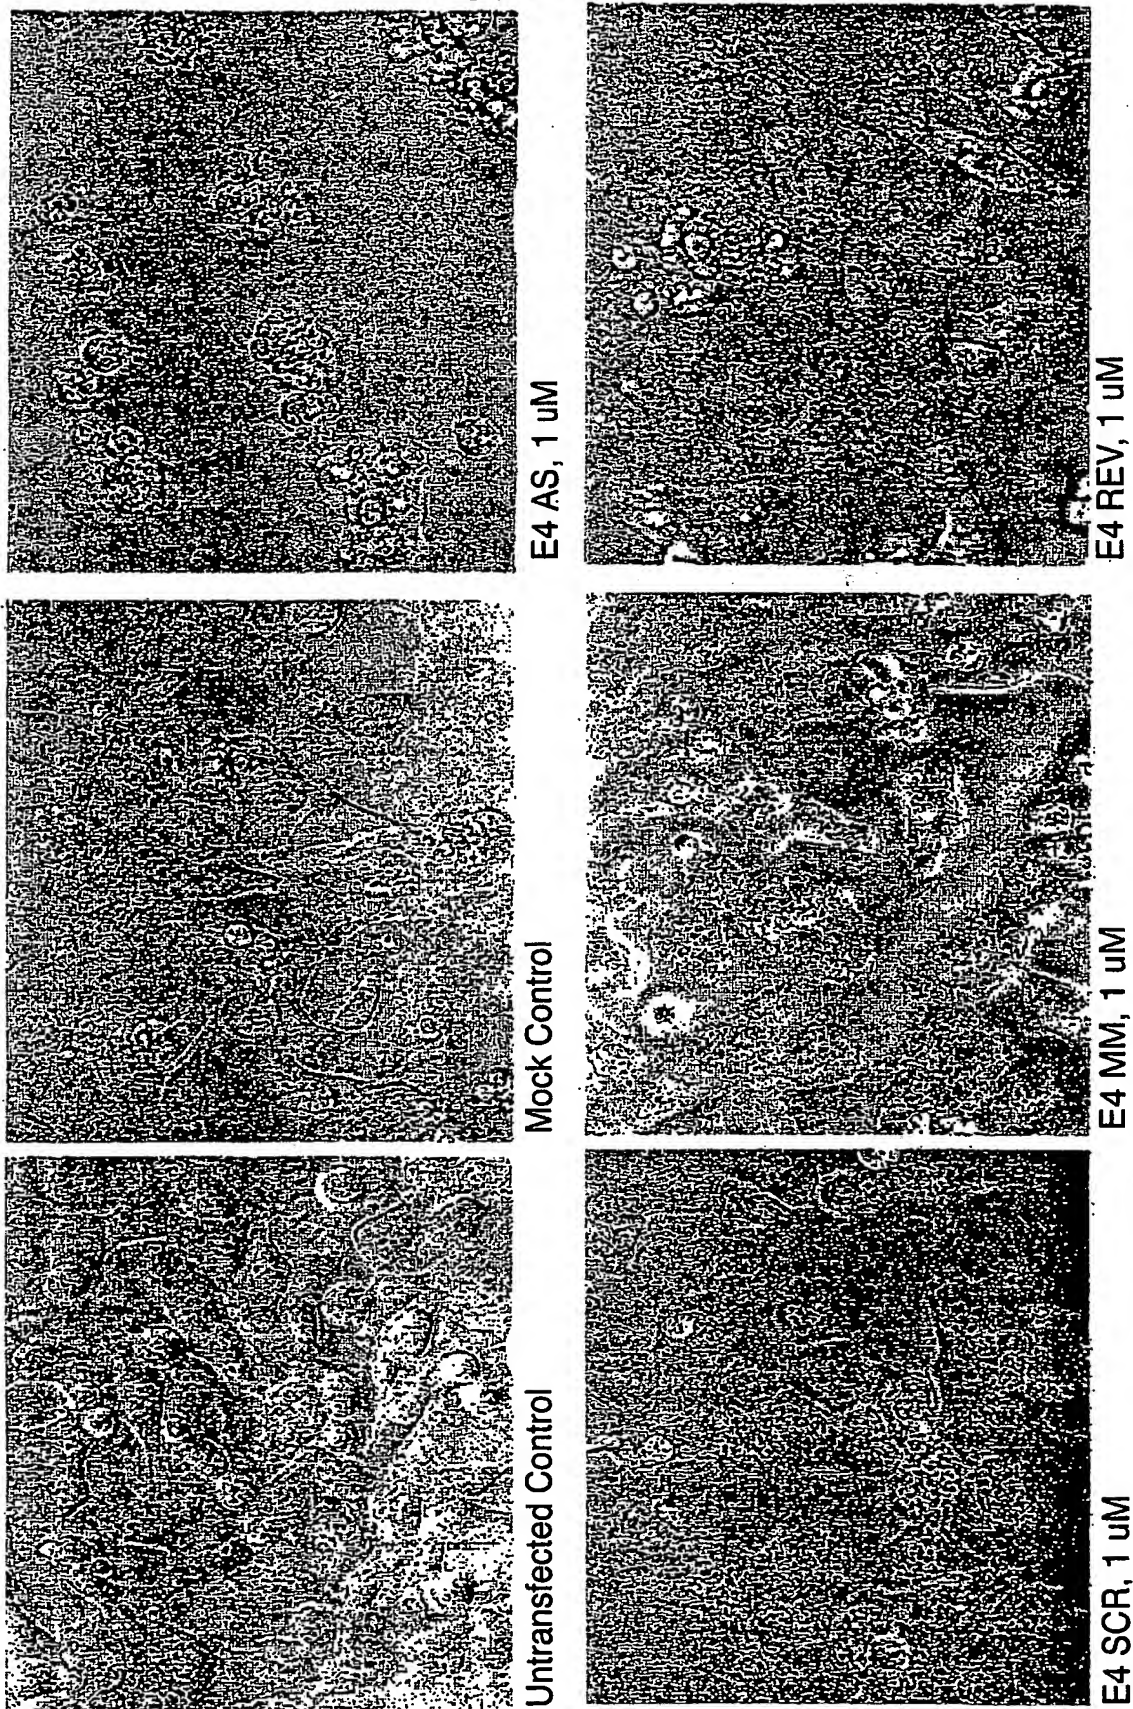 Untransfected Control
Mock Control
E4 AS, 1 uM
E4 SCR, 1 uM
E4 MM, 1 uM
E4 REV, 1 uM